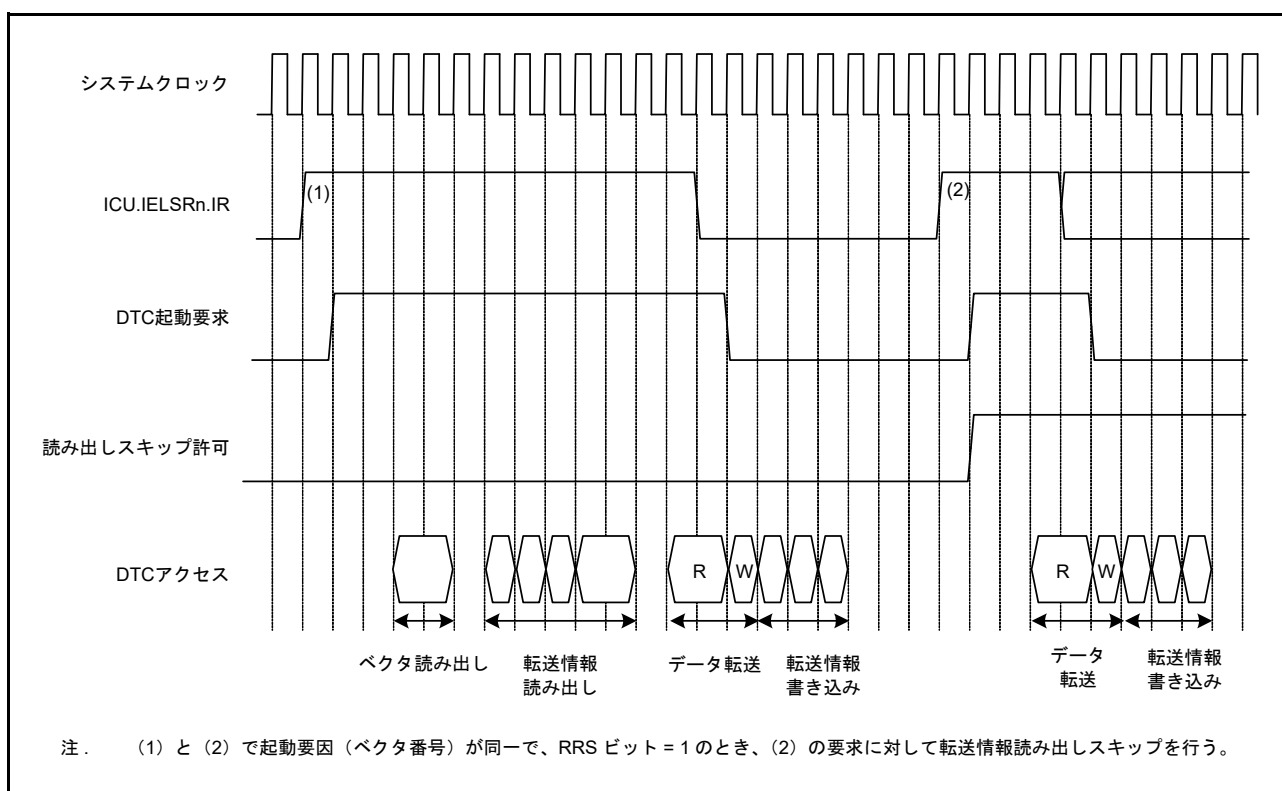 システムクロック
ICU.IELSRn.IR
(1)
(2)
DTC起動要求
読み出しスキップ許可
DTCアクセス
R
W
R
W
ベクタ読み出し
転送情報
読み出し
データ転送
転送情報
書き込み
データ
転送
転送情報
書き込み
注 . （1）と（2）で起動要因（ベクタ番号）が同一で、RRS ビット = 1 のとき、（2）の要求に対して転送情報読み出しスキップを行う。